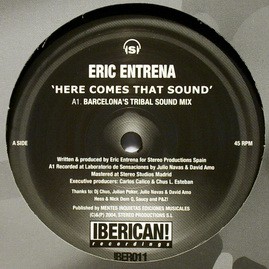 (S)
ERIC ENTRENA
'HERE COMES THAT SOUND'
A1. BARCELONA'S TRIBAL SOUND MIX
A SIDE
45 RPM
Written & produced by Eric Entrena for Stereo Productions Spain
A1 Recorded at Laboratorio de Sensaciones by Julio Navas & David Amo
Mastered at Stereo Studios Madrid
Executive producers: Carlos Calico & Chus L. Esteban
Thanks to: Dj Chus, Julian Poker, Julio Navas & David Amo
Hess & Nick Dare O, Saucy and PAZ!
Published by MENTES INQUIETAS EDICIONES MUSICALES
(C)&(P) 2004, STEREO PRODUCTIONS S.L
IBERICAN!
recordings
IBER011